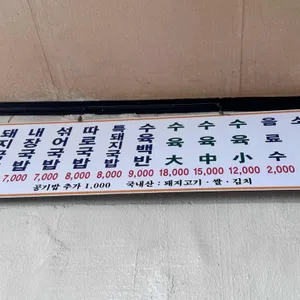 돼지국밥 7,000
내장국밥 7,000
섞어국밥 8,000
따로국밥 8,000
특돼지국밥
수육백반 9,000
수육 大 18,000
수육 中 15,000
수육 小 12,000
음료수 2,000
소
공기밥 추가 1,000
국내산 : 돼지고기 · 쌀 · 김치